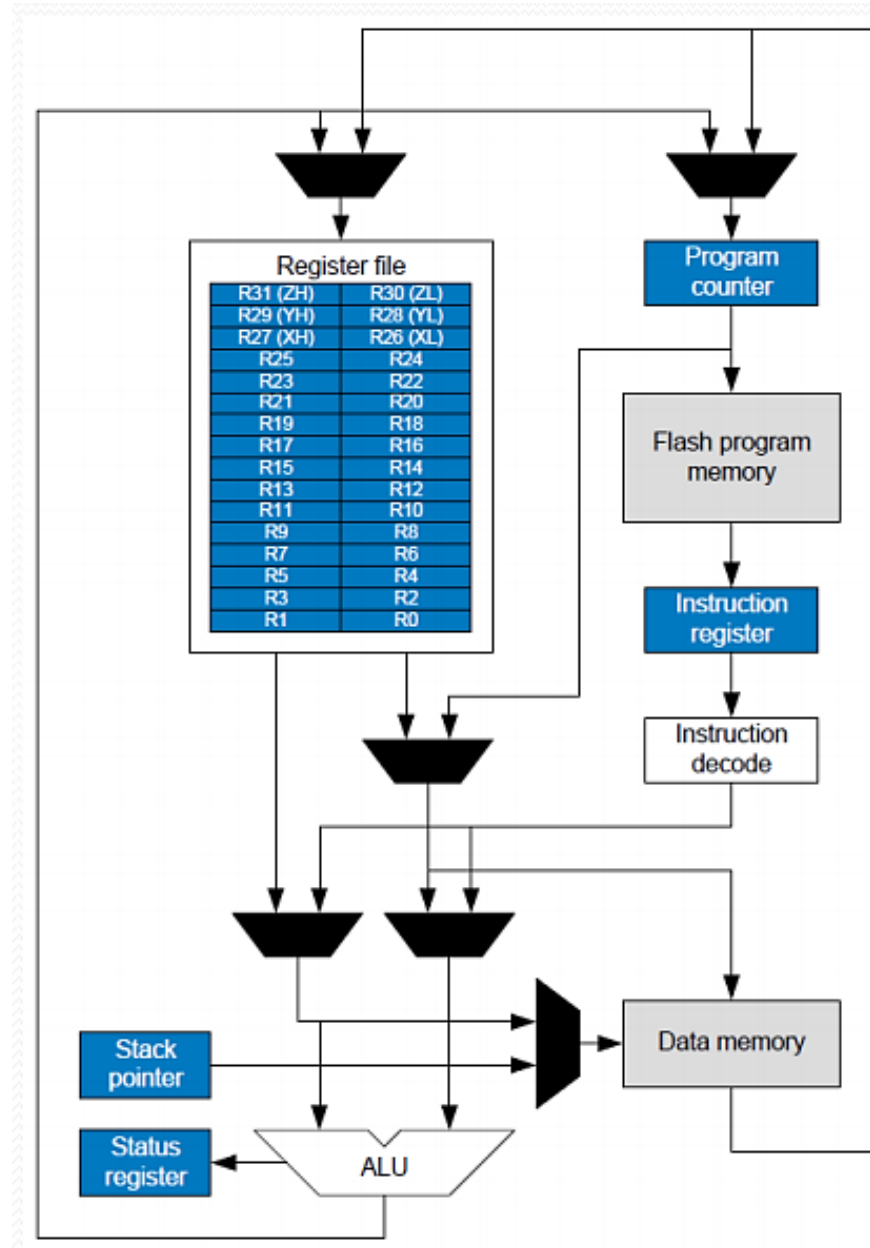 Register file
R31 (ZH) R30 (ZL)
R29 (YH) R28 (YL)
R27 (XH) R26 (XL)
R25 R24
R23 R22
R21 R20
R19 R18
R17 R16
R15 R14
R13 R12
R11 R10
R9 R8
R7 R6
R5 R4
R3 R2
R1 R0
Program
counter
Flash program
memory
Instruction
register
Instruction
decode
Stack
pointer
Data memory
Status
register
ALU